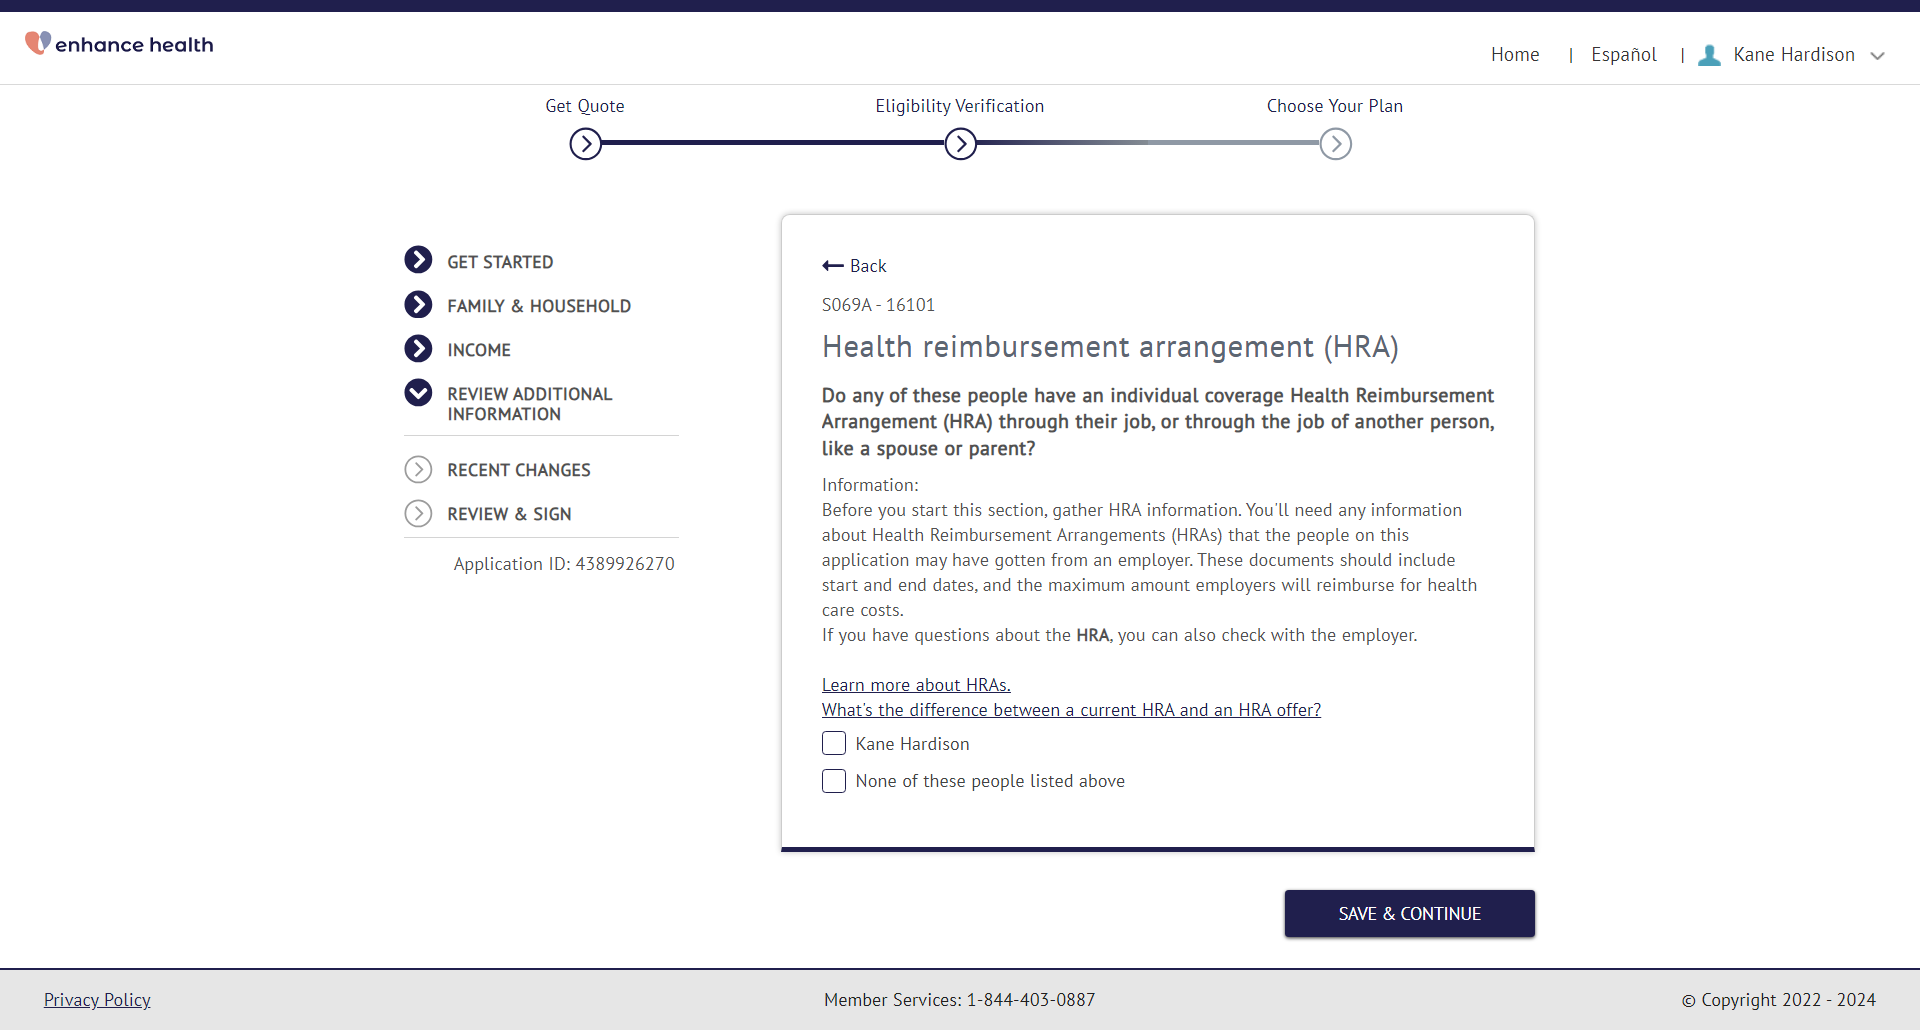 enhance health
Home | Español | Kane Hardison
Get Quote
Eligibility Verification
Choose Your Plan
GET STARTED
FAMILY & HOUSEHOLD
INCOME
REVIEW ADDITIONAL
INFORMATION
RECENT CHANGES
REVIEW & SIGN
Application ID: 4389926270
Back
S069A - 16101
Health reimbursement arrangement (HRA)
Do any of these people have an individual coverage Health Reimbursement
Arrangement (HRA) through their job, or through the job of another person,
like a spouse or parent?
Information:
Before you start this section, gather HRA information. You'll need any information
about Health Reimbursement Arrangements (HRAs) that the people on this
application may have gotten from an employer. These documents should include
start and end dates, and the maximum amount employers will reimburse for health
care costs.
If you have questions about the HRA, you can also check with the employer.
Learn more about HRAs.
What's the difference between a current HRA and an HRA offer?
Kane Hardison
None of these people listed above
SAVE & CONTINUE
Privacy Policy
Member Services: 1-844-403-0887
© Copyright 2022 - 2024